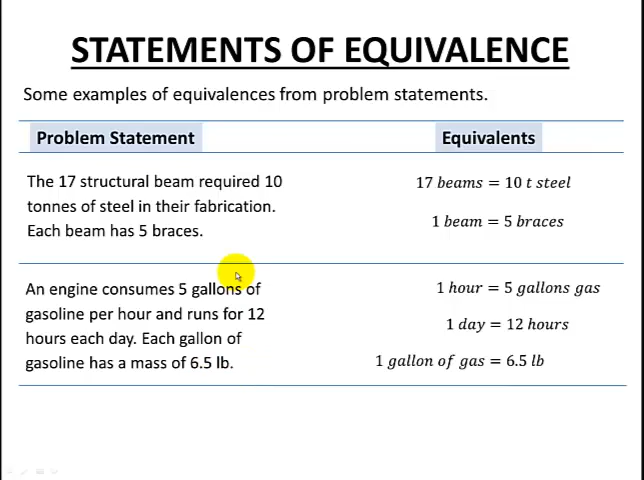 STATEMENTS OF EQUIVALENCE
Some examples of equivalences from problem statements.
Problem Statement
Equivalents
The 17 structural beam required 10
tonnes of steel in their fabrication.
Each beam has 5 braces.
17 beams = 10 t steel
1 beam = 5 braces
An engine consumes 5 gallons of
gasoline per hour and runs for 12
hours each day. Each gallon of
gasoline has a mass of 6.5 lb.
1 hour = 5 gallons gas
1 day = 12 hours
1 gallon of gas = 6.5 lb